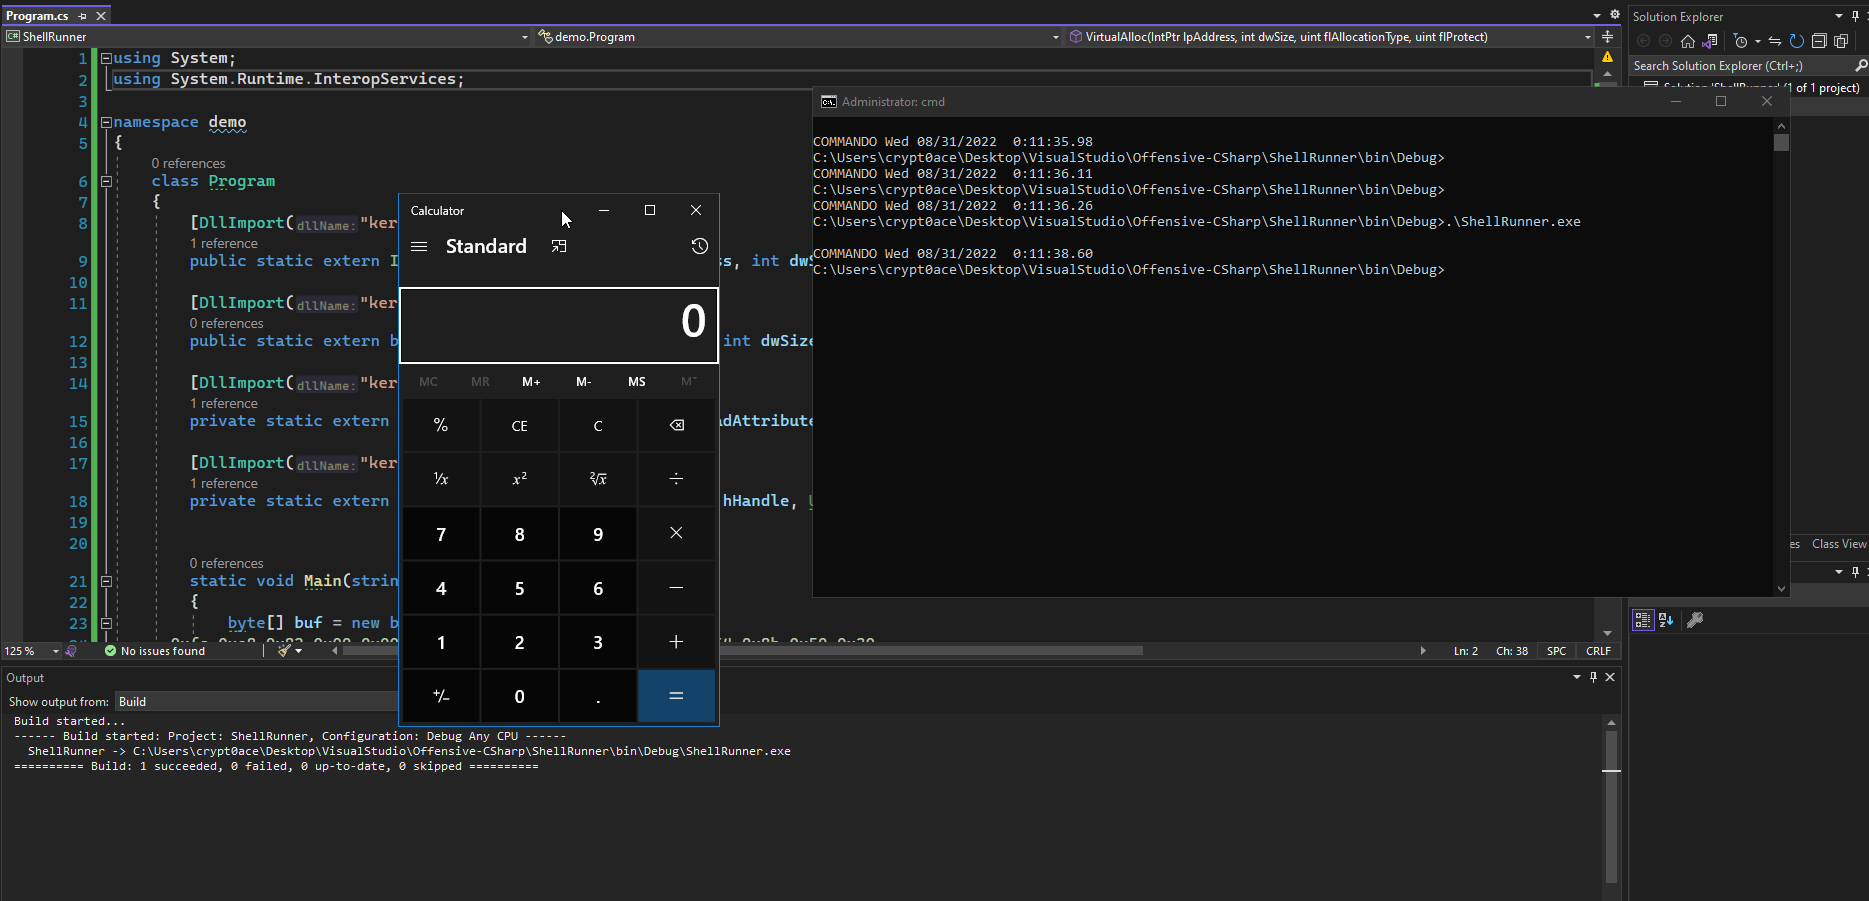 Program.cs
ShellRunner
demo.Program
VirtualAlloc(IntPtr lpAddress, int dwSize, uint flAllocationType, uint flProtect)
1 using System;
2 using System.Runtime.InteropServices;
3
4 namespace demo
5 {
0 references
6 class Program
7 {
8 [DllImport(dllName:"ker
1 reference
9 public static extern I s, int dwS
10
11 [DllImport(dllName:"ker
0 references
12 public static extern b int dwSize
13
14 [DllImport(dllName:"ker
1 reference
15 private static extern adAttribute
16
17 [DllImport(dllName:"ker
1 reference
18 private static extern hHandle,
19
20
0 references
21 static void Main(strin
22 {
23 byte[] buf = new b
125 %
No issues found
Ln: 2 Ch: 38 SPC CRLF
Calculator
Standard
0
MC MR M+ M- MS M˅
% CE C
¹/x x² ²√x ÷
7 8 9 ×
4 5 6 −
1 2 3 +
+/− 0 . =
Administrator: cmd
COMMANDO Wed 08/31/2022  0:11:35.98
C:\Users\crypt0ace\Desktop\VisualStudio\Offensive-CSharp\ShellRunner\bin\Debug>
COMMANDO Wed 08/31/2022  0:11:36.11
C:\Users\crypt0ace\Desktop\VisualStudio\Offensive-CSharp\ShellRunner\bin\Debug>
COMMANDO Wed 08/31/2022  0:11:36.26
C:\Users\crypt0ace\Desktop\VisualStudio\Offensive-CSharp\ShellRunner\bin\Debug>.\ShellRunner.exe
COMMANDO Wed 08/31/2022  0:11:38.60
C:\Users\crypt0ace\Desktop\VisualStudio\Offensive-CSharp\ShellRunner\bin\Debug>
Solution Explorer
Search Solution Explorer (Ctrl+;)
Solution 'ShellRunner' (1 of 1 project)
es Class View
Output
Show output from: Build
Build started...
------ Build started: Project: ShellRunner, Configuration: Debug Any CPU ------
ShellRunner -> C:\Users\crypt0ace\Desktop\VisualStudio\Offensive-CSharp\ShellRunner\bin\Debug\ShellRunner.exe
========== Build: 1 succeeded, 0 failed, 0 up-to-date, 0 skipped ==========